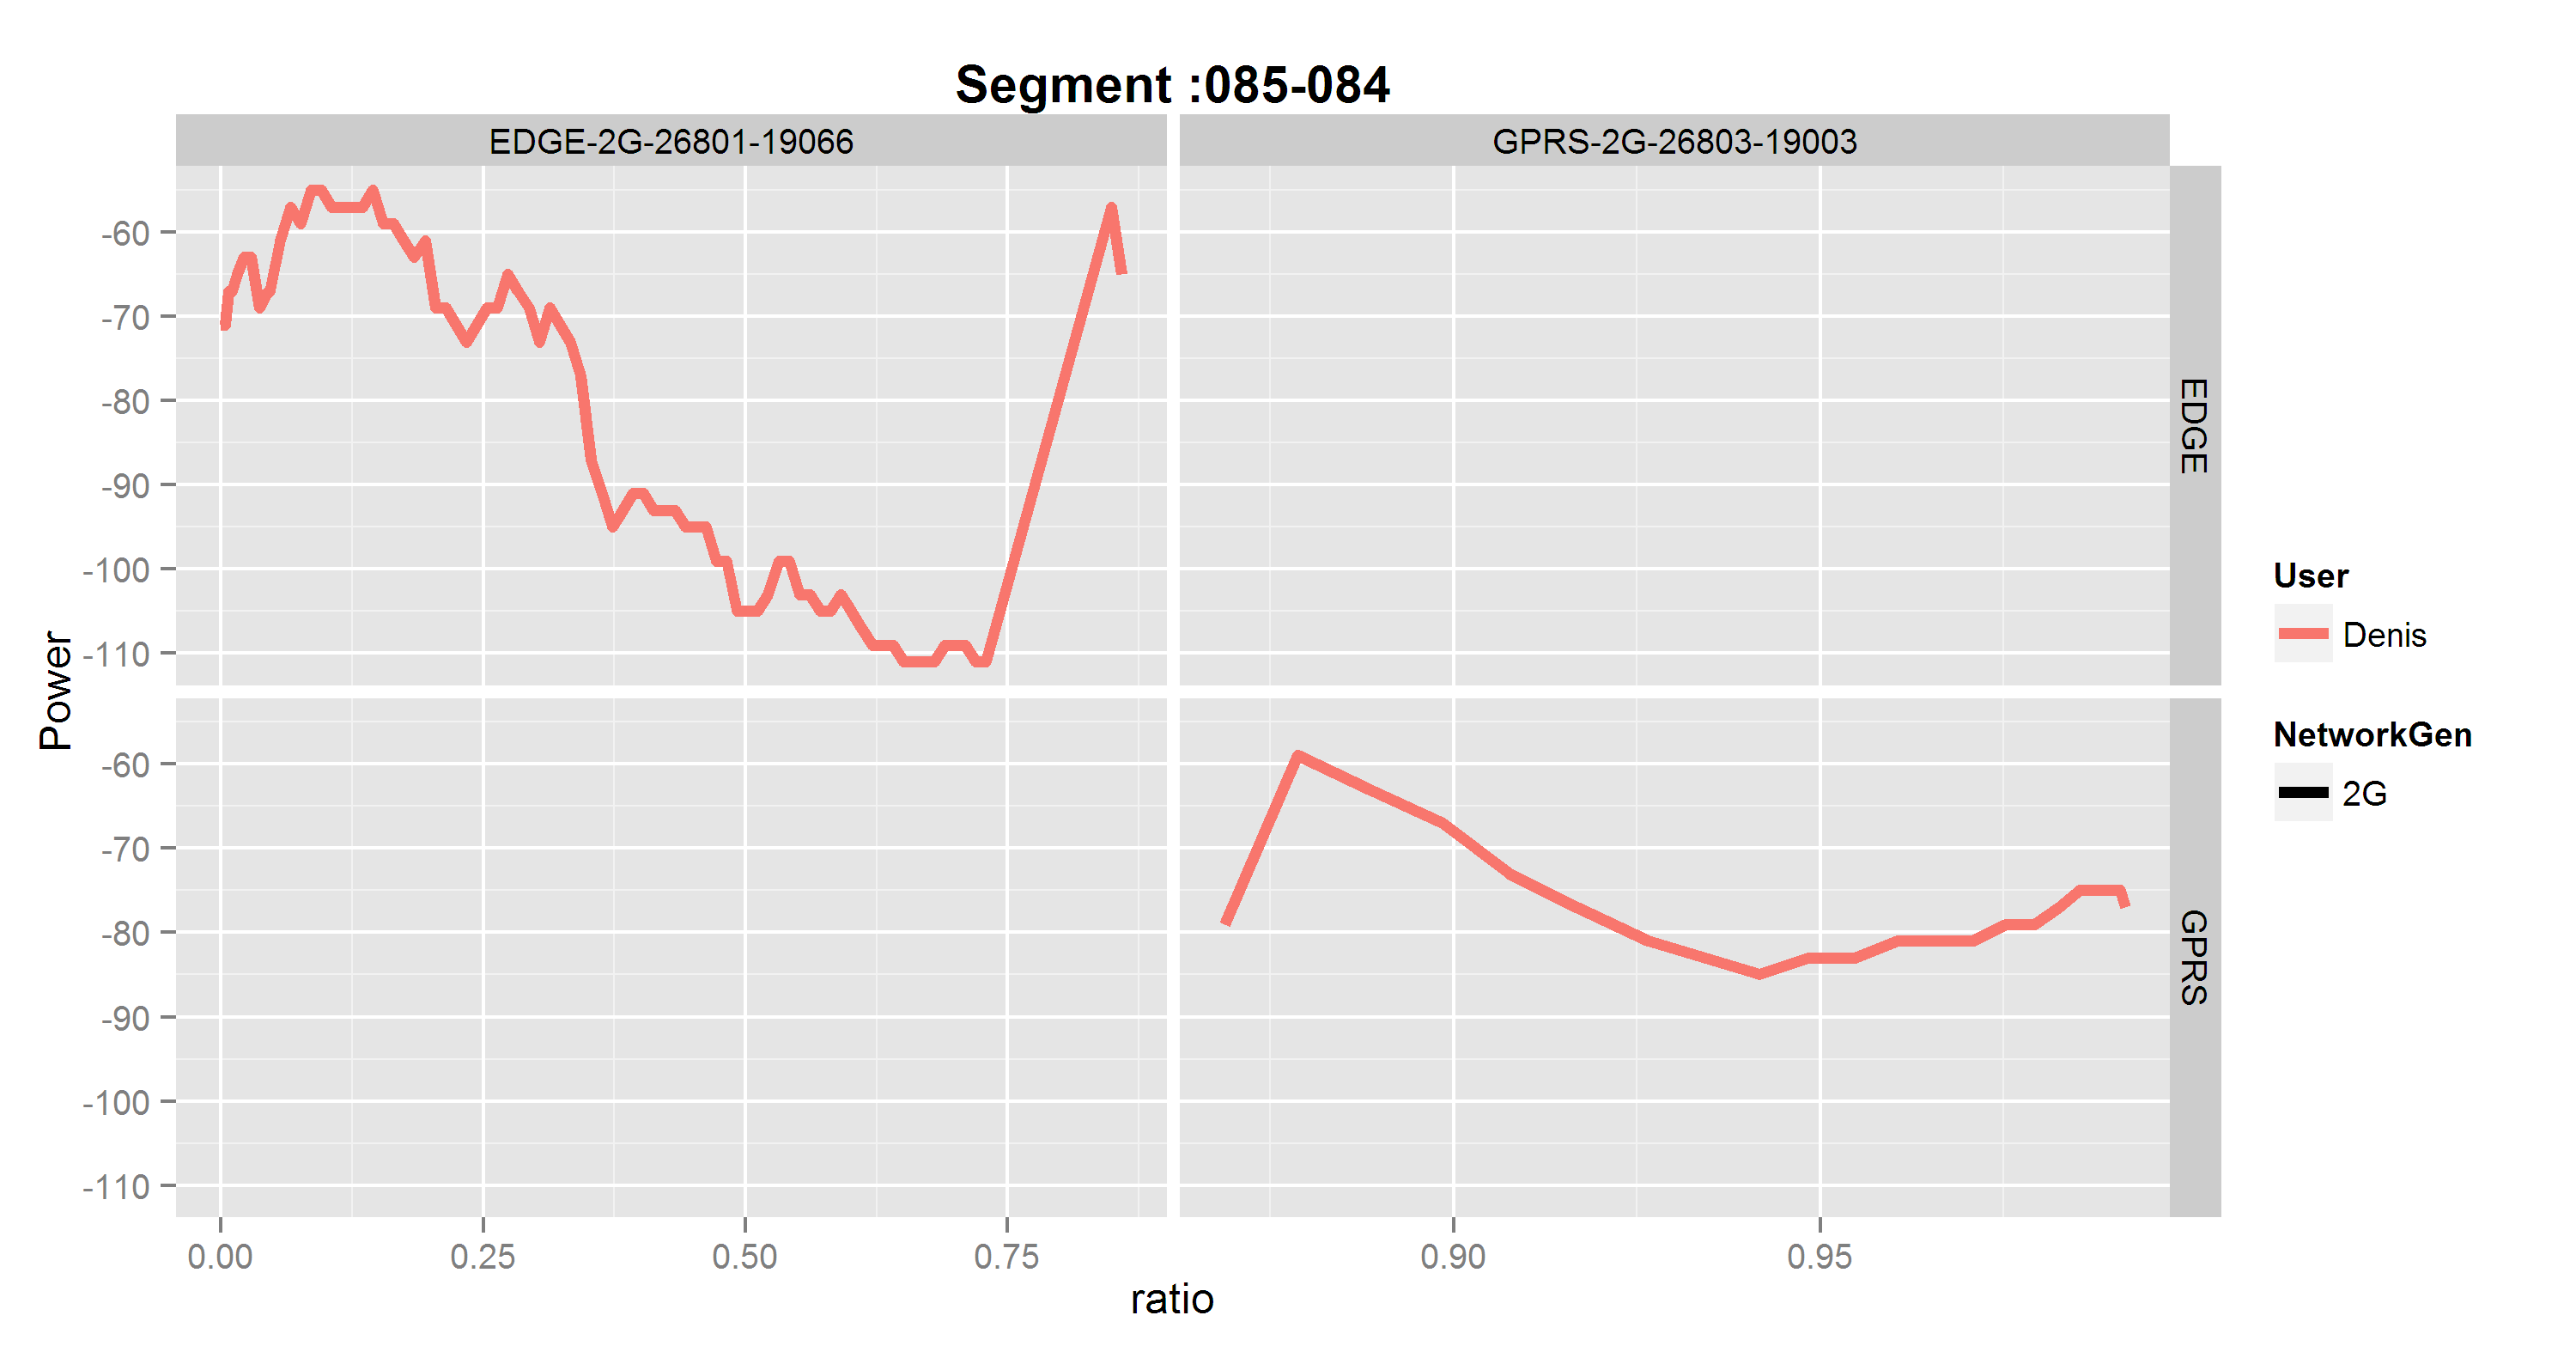 Segment :085-084
EDGE-2G-26801-19066
GPRS-2G-26803-19003
-60
-70
-80
-90
-100
-110
EDGE
Power
-60
-70
-80
-90
-100
-110
GPRS
0.00 0.25 0.50 0.75 0.90 0.95
ratio
User
Denis
NetworkGen
2G